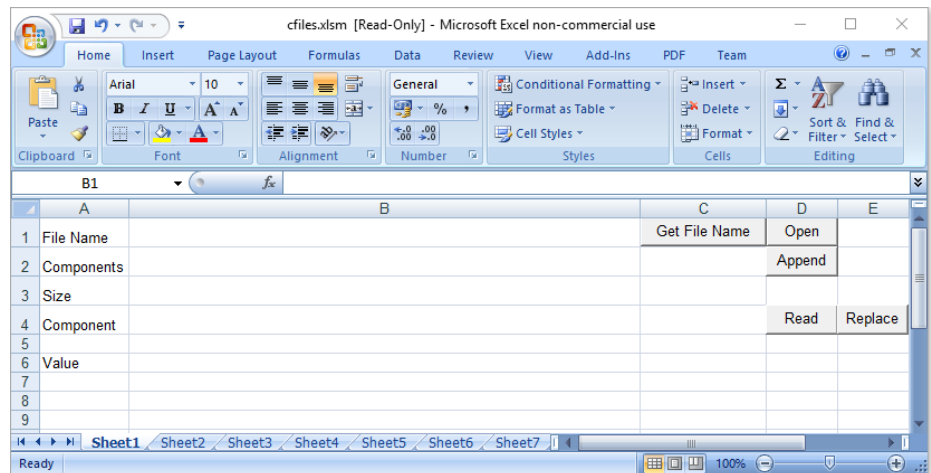 cfiles.xlsm [Read-Only] - Microsoft Excel non-commercial use
Home Insert Page Layout Formulas Data Review View Add-Ins PDF Team
Arial 10 General Conditional Formatting Insert Σ
Paste B I U A A % , Format as Table Delete Sort & Filter Find & Select
A .00 .0 Cell Styles Format
Clipboard Font Alignment Number Styles Cells Editing
B1 fx
A B C D E
1 File Name Get File Name Open
2 Components Append
3 Size
4 Component Read Replace
5
6 Value
7
8
9
Sheet1 Sheet2 Sheet3 Sheet4 Sheet5 Sheet6 Sheet7
Ready 100%